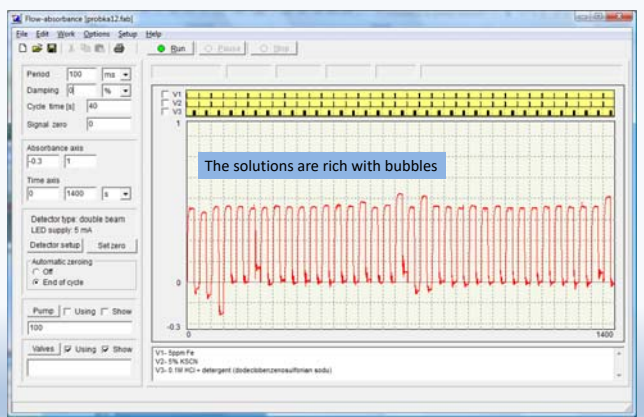 Flow-absorbance [probka12.fab]
File Edit Work Options Setup Help
Run Pause Stop
Period 100 ms
Damping 0 %
Cycle time [s] 40
Signal zero 0
Absorbance axis
-0.3 1
Time axis
0 1400 s
Detector type: double beam
LED supply: 5 mA
Detector setup Set zero
Automatic zeroing
Off
End of cycle
Pump Using Show
100
Valves Using Show
V1
V2
V3
1
The solutions are rich with bubbles
0
-0.3
0 1400
V1- 5ppm Fe
V2- 5% KSCN
V3- 0.1M HCl + detergent (dodeclobenzenosulfonian sodu)